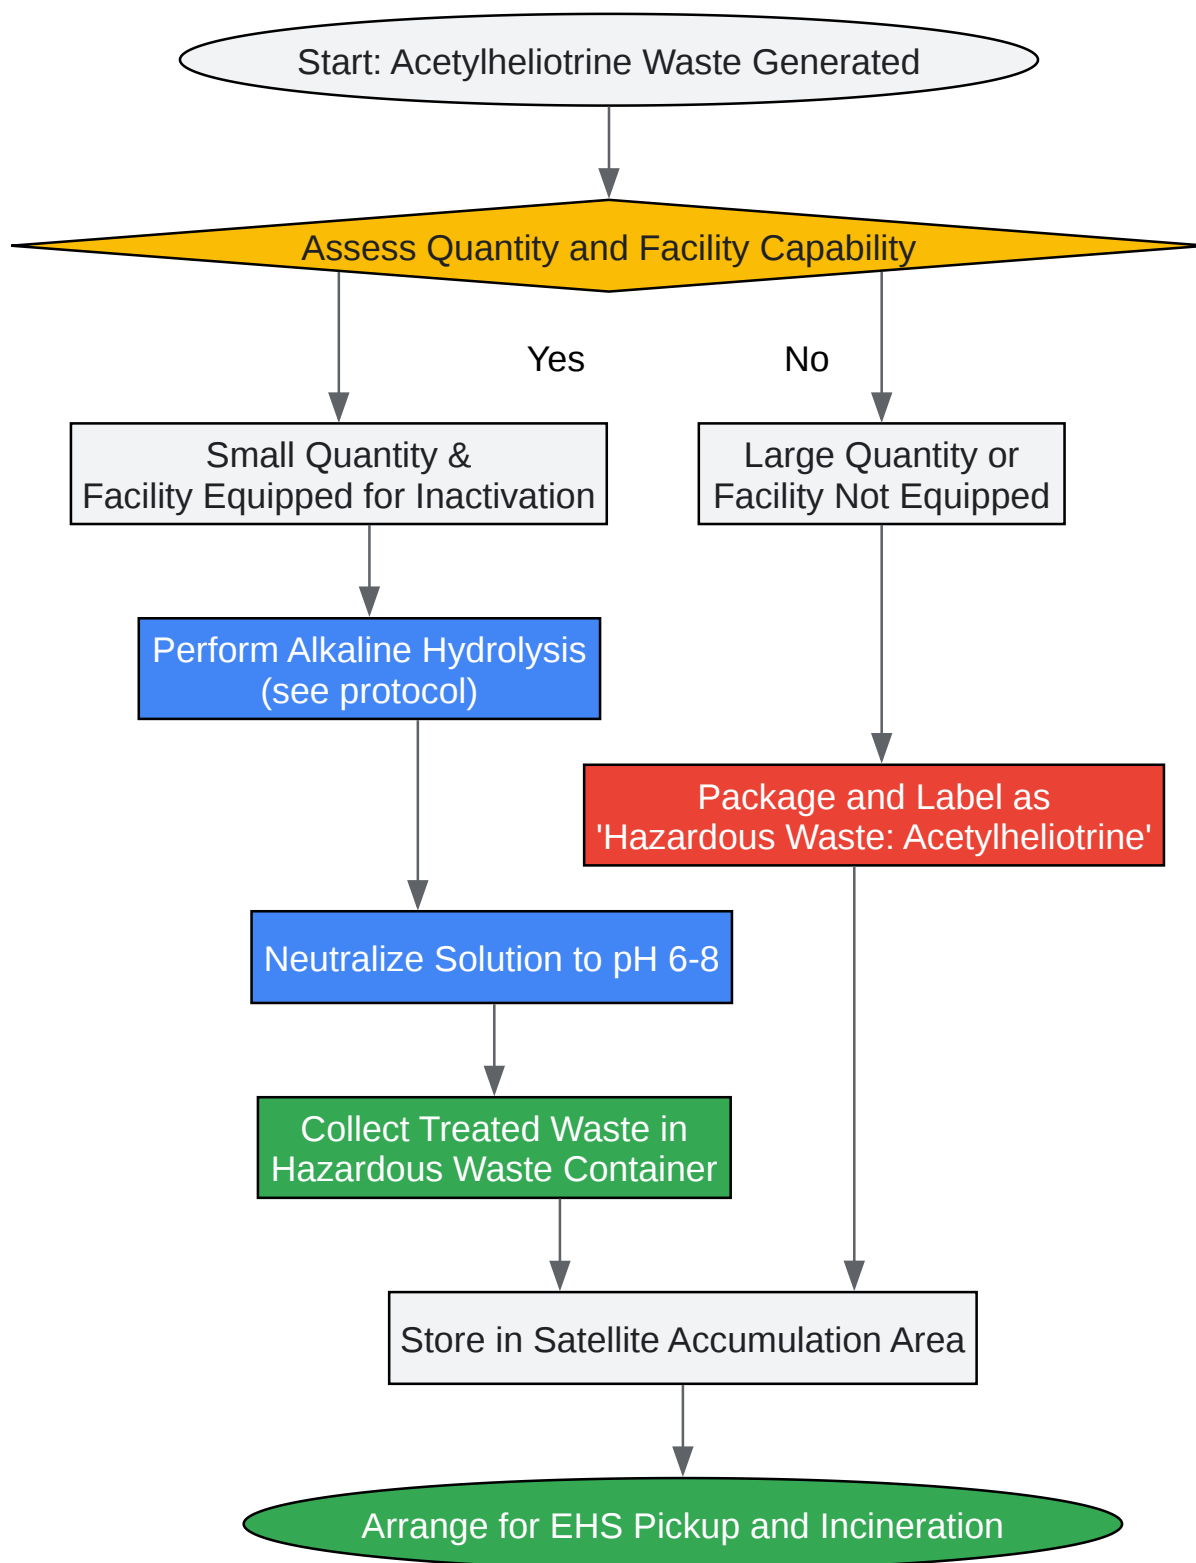 Start: Acetylheliotrine Waste Generated
Assess Quantity and Facility Capability
Yes
No
Small Quantity &
Facility Equipped for Inactivation
Large Quantity or
Facility Not Equipped
Perform Alkaline Hydrolysis
(see protocol)
Package and Label as
'Hazardous Waste: Acetylheliotrine'
Neutralize Solution to pH 6-8
Collect Treated Waste in
Hazardous Waste Container
Store in Satellite Accumulation Area
Arrange for EHS Pickup and Incineration